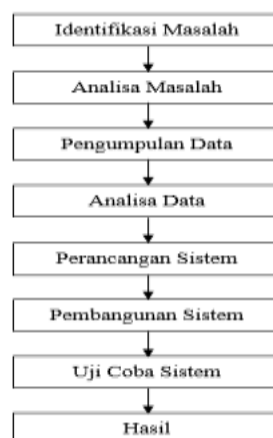 Identifikasi Masalah
Analisa Masalah
Pengumpulan Data
Analisa Data
Perancangan Sistem
Pembangunan Sistem
Uji Coba Sistem
Hasil